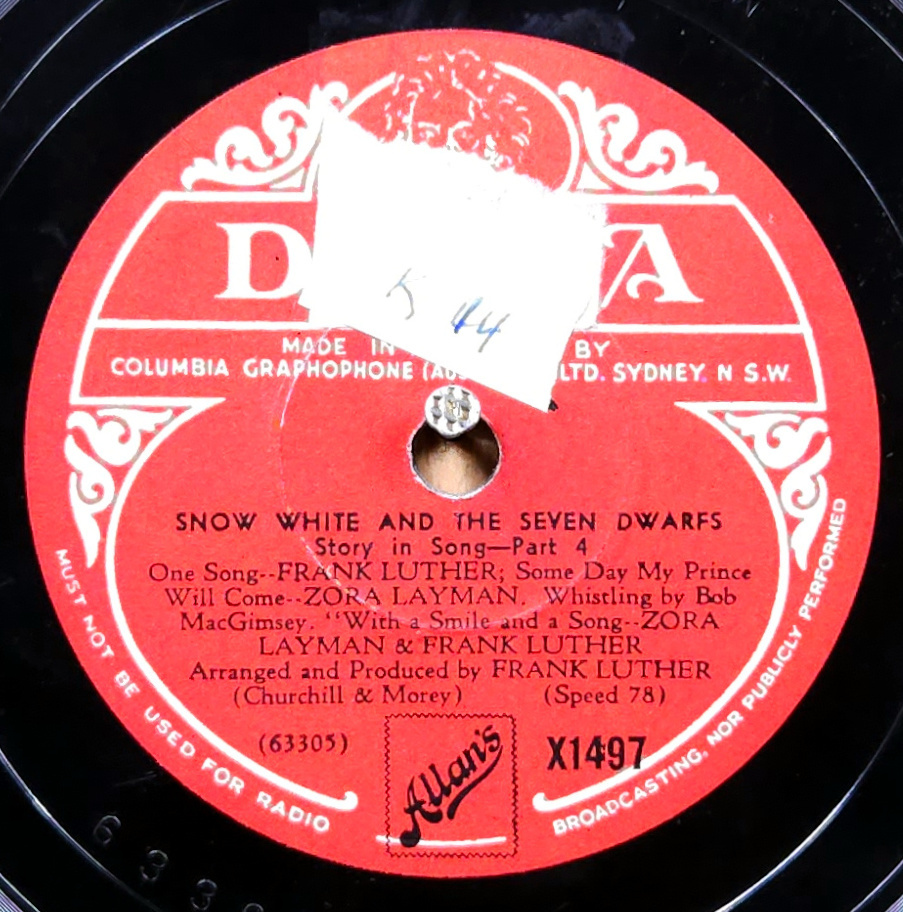 D A
K 44
MADE IN BY
COLUMBIA GRAPHOPHONE (AUS LTD. SYDNEY. N S.W.
SNOW WHITE AND THE SEVEN DWARFS
Story in Song—Part 4
One Song--FRANK LUTHER; Some Day My Prince
Will Come--ZORA LAYMAN. Whistling by Bob
MacGimsey. "With a Smile and a Song--ZORA
LAYMAN & FRANK LUTHER
Arranged and Produced by FRANK LUTHER
(Churchill & Morey) (Speed 78)
(63305) Allan's X1497
MUST NOT BE USED FOR RADIO BROADCASTING, NOR PUBLICLY PERFORMED
633